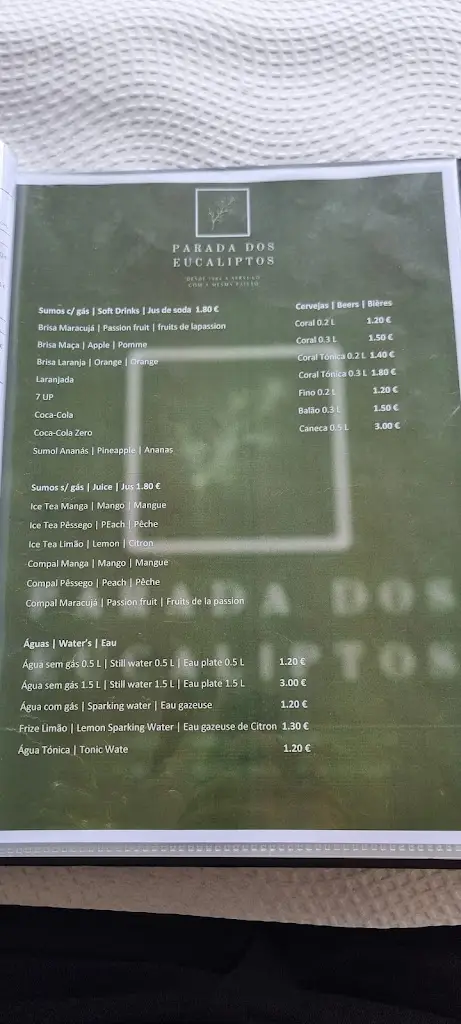 PARADA DOS
EUCALIPTOS
Sumos c/ gás | Soft Drinks | Jus de soda 1.80 €
Brisa Maracujá | Passion fruit | fruits de lapassion
Brisa Maça | Apple | Pomme
Brisa Laranja | Orange | Orange
Laranjada
7 UP
Coca-Cola
Coca-Cola Zero
Sumol Ananás | Pineapple | Ananas
Cervejas | Beers | Bières
Coral 0.2 L 1.20 €
Coral 0.3 L 1.50 €
Coral Tónica 0.2 L 1.40 €
Coral Tónica 0.3 L 1.80 €
Fino 0.2 L 1.20 €
Balão 0.3 L 1.50 €
Caneca 0.5 L 3.00 €
Sumos s/ gás | Juice | Jus 1.80 €
Ice Tea Manga | Mango | Mangue
Ice Tea Pêssego | PEach | Pêche
Ice Tea Limão | Lemon | Citron
Compal Manga | Mango | Mangue
Compal Pêssego | Peach | Pêche
Compal Maracujá | Passion fruit | Fruits de la passion
Águas | Water's | Eau
Água sem gás 0.5 L | Still water 0.5 L | Eau plate 0.5 L 1.20 €
Água sem gás 1.5 L | Still water 1.5 L | Eau plate 1.5 L 3.00 €
Água com gás | Sparking water | Eau gazeuse 1.20 €
Frize Limão | Lemon Sparking Water | Eau gazeuse de Citron 1.30 €
Água Tónica | Tonic Wate 1.20 €
PARADA DOS
EUCALIPTOS